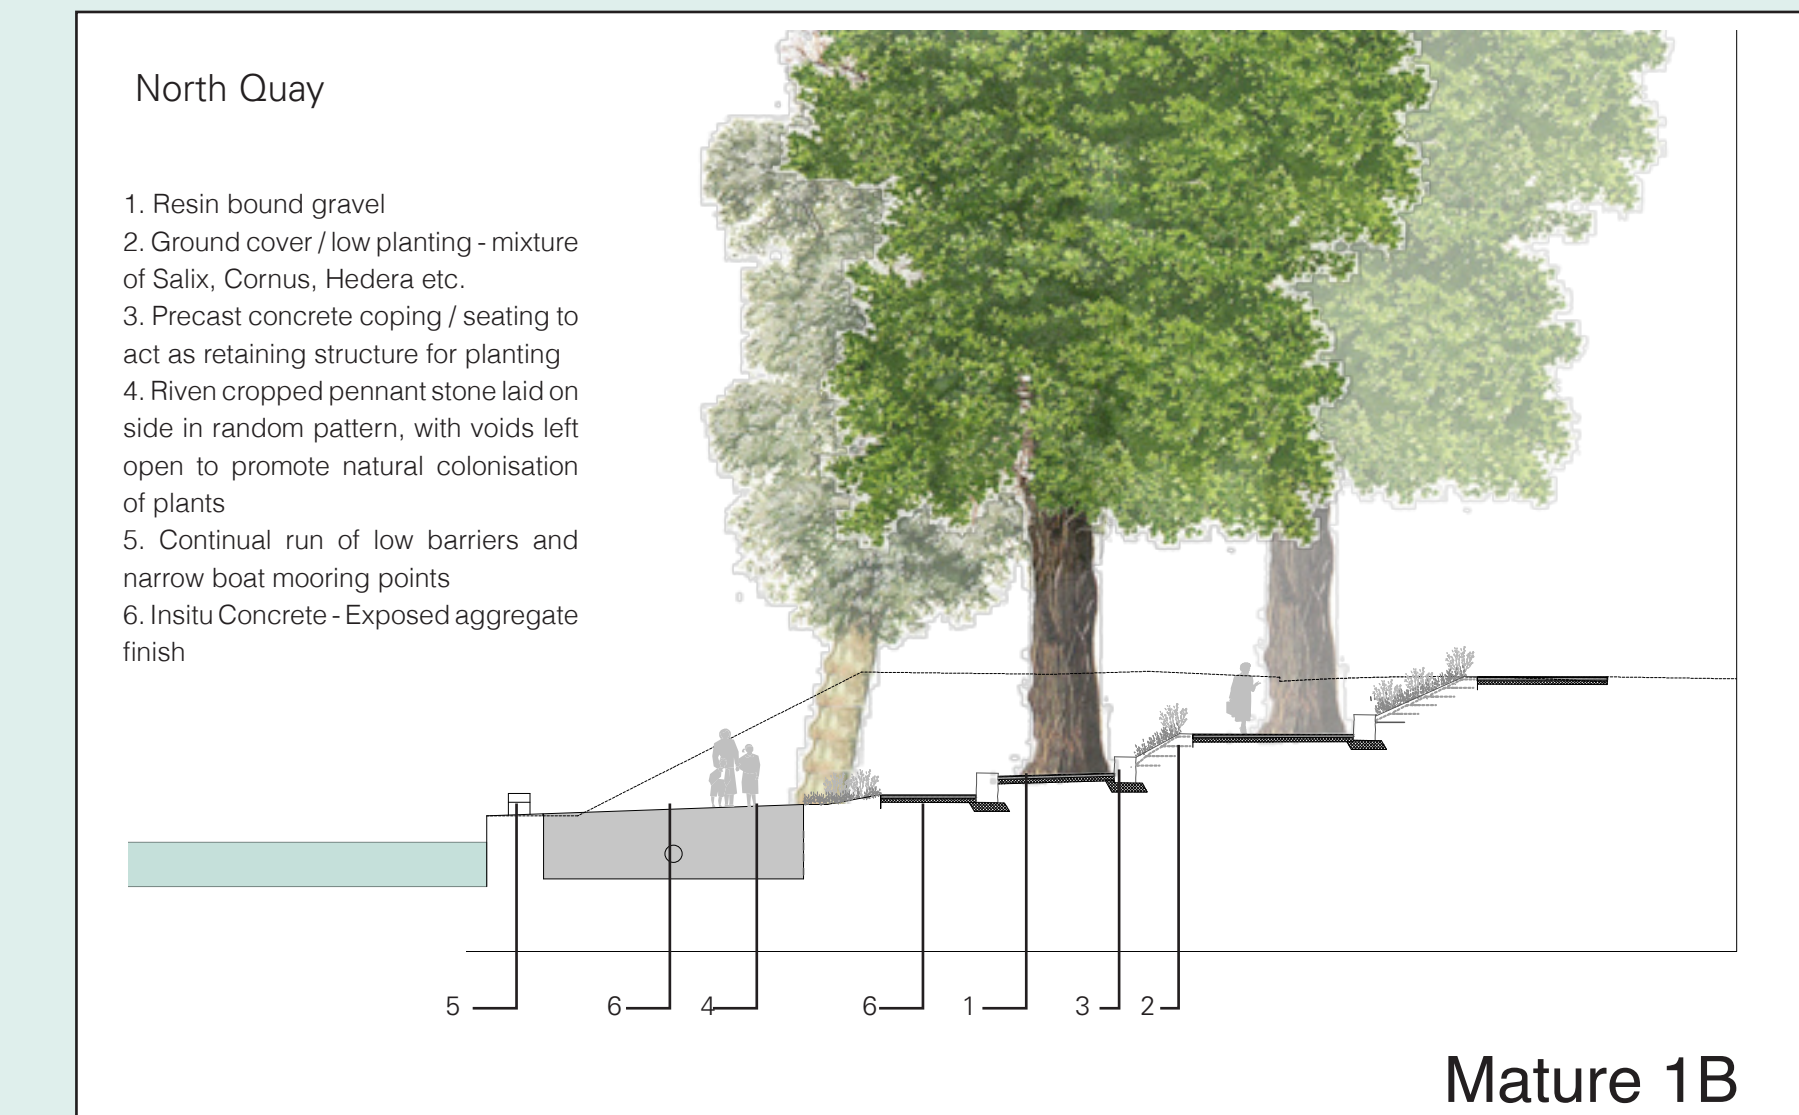 North Quay
1. Resin bound gravel
2. Ground cover / low planting - mixture
of Salix, Cornus, Hedera etc.
3. Precast concrete coping / seating to
act as retaining structure for planting
4. Riven cropped pennant stone laid on
side in random pattern, with voids left
open to promote natural colonisation
of plants
5. Continual run of low barriers and
narrow boat mooring points
6. Insitu Concrete - Exposed aggregate
finish
5 6 4 6 1 3 2
Mature 1B